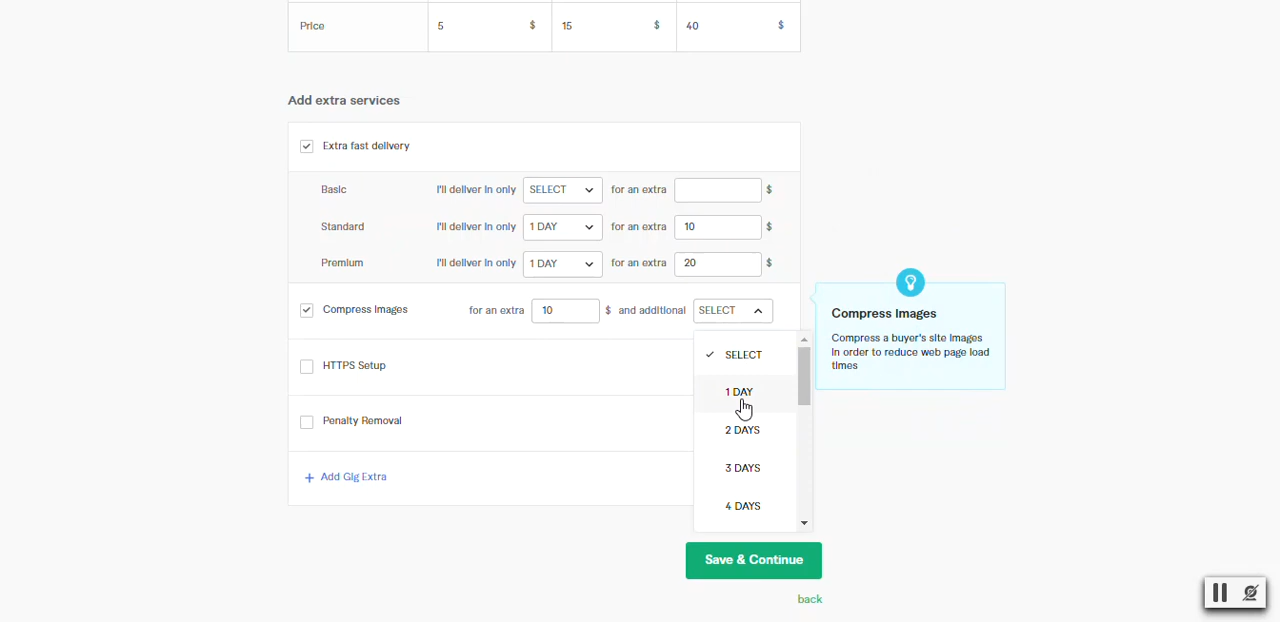 Price 5 $ 15 $ 40 $
Add extra services
Extra fast delivery
Basic I'll deliver in only SELECT for an extra $
Standard I'll deliver in only 1 DAY for an extra 10 $
Premium I'll deliver in only 1 DAY for an extra 20 $
Compress Images for an extra 10 $ and additional SELECT
SELECT
1 DAY
2 DAYS
3 DAYS
4 DAYS
Compress Images
Compress a buyer's site images
in order to reduce web page load
times
HTTPS Setup
Penalty Removal
+ Add Gig Extra
Save & Continue
back